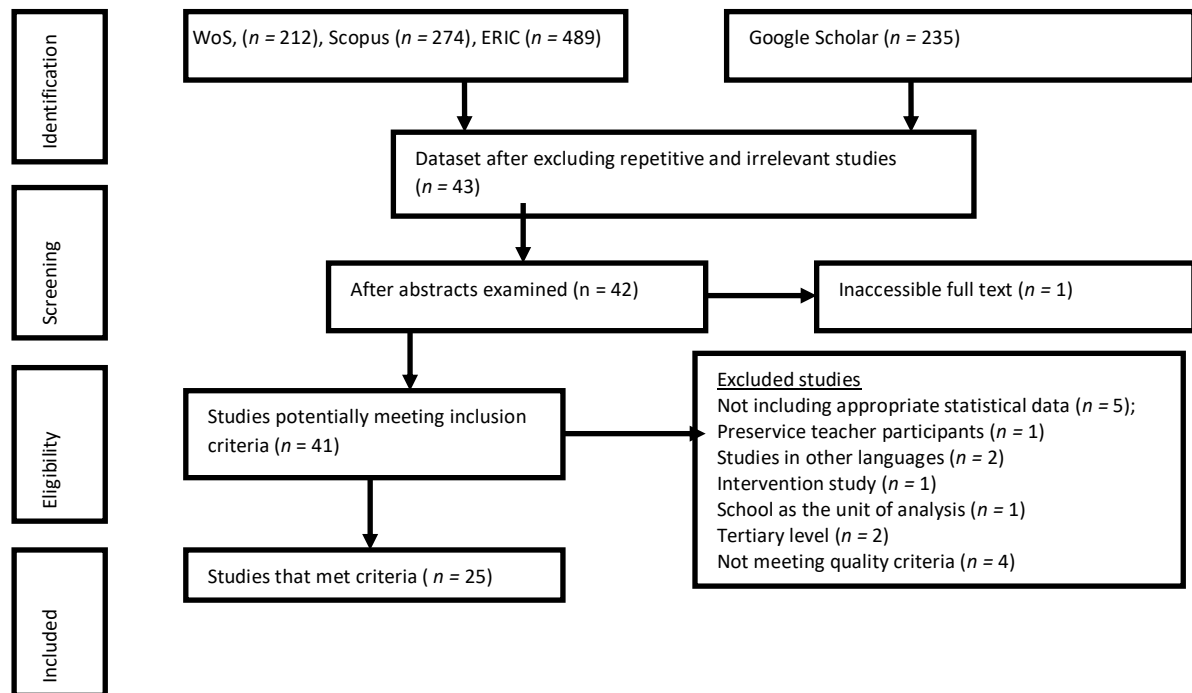 Identification
WoS, (n = 212), Scopus (n = 274), ERIC (n = 489)
Google Scholar (n = 235)
Dataset after excluding repetitive and irrelevant studies
(n = 43)
Screening
After abstracts examined (n = 42)
Inaccessible full text (n = 1)
Eligibility
Studies potentially meeting inclusion
criteria (n = 41)
Excluded studies
Not including appropriate statistical data (n = 5);
Preservice teacher participants (n = 1)
Studies in other languages (n = 2)
Intervention study (n = 1)
School as the unit of analysis (n = 1)
Tertiary level (n = 2)
Not meeting quality criteria (n = 4)
Included
Studies that met criteria ( n = 25)